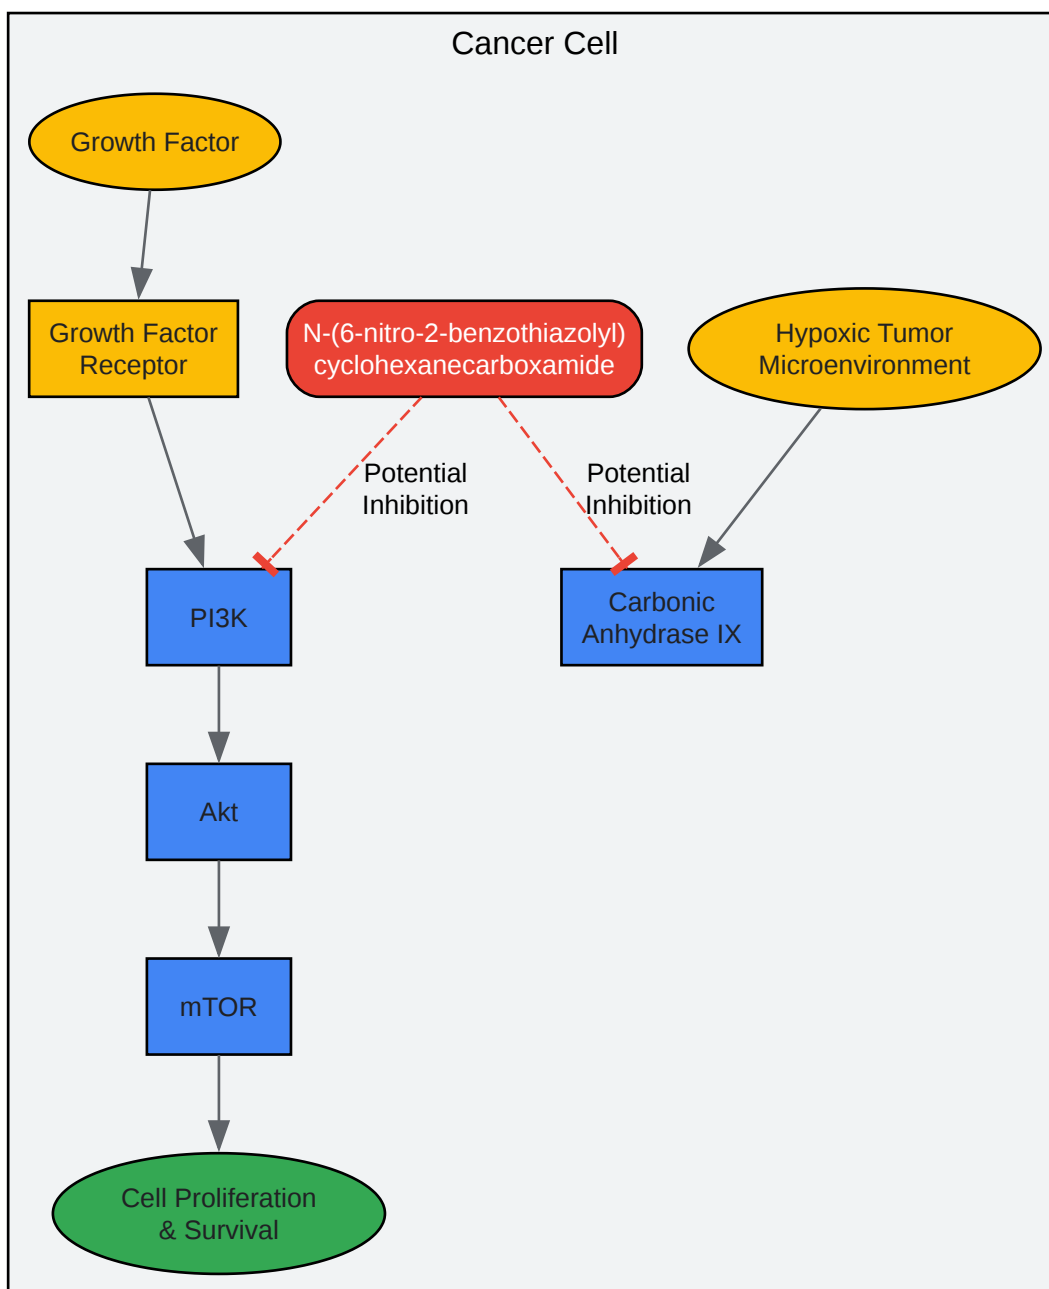 Cancer Cell
Growth Factor
Growth Factor
Receptor
N-(6-nitro-2-benzothiazolyl)
cyclohexanecarboxamide
Hypoxic Tumor
Microenvironment
Potential
Inhibition
Potential
Inhibition
PI3K
Carbonic
Anhydrase IX
Akt
mTOR
Cell Proliferation
& Survival